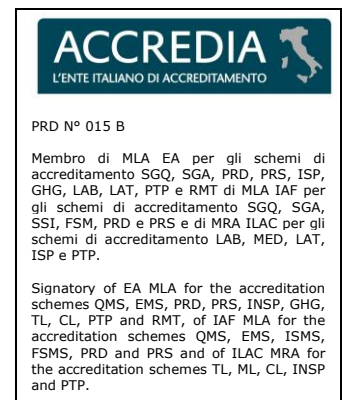 ACCREDIA
L'ENTE ITALIANO DI ACCREDITAMENTO
PRD N° 015 B
Membro di MLA EA per gli schemi di
accreditamento SGQ, SGA, PRD, PRS, ISP,
GHG, LAB, LAT, PTP e RMT di MLA IAF per
gli schemi di accreditamento SGQ, SGA,
SSI, FSM, PRD e PRS e di MRA ILAC per gli
schemi di accreditamento LAB, MED, LAT,
ISP e PTP.
Signatory of EA MLA for the accreditation
schemes QMS, EMS, PRD, PRS, INSP, GHG,
TL, CL, PTP and RMT, of IAF MLA for the
accreditation schemes QMS, EMS, ISMS,
FSMS, PRD and PRS and of ILAC MRA for
the accreditation schemes TL, ML, CL, INSP
and PTP.